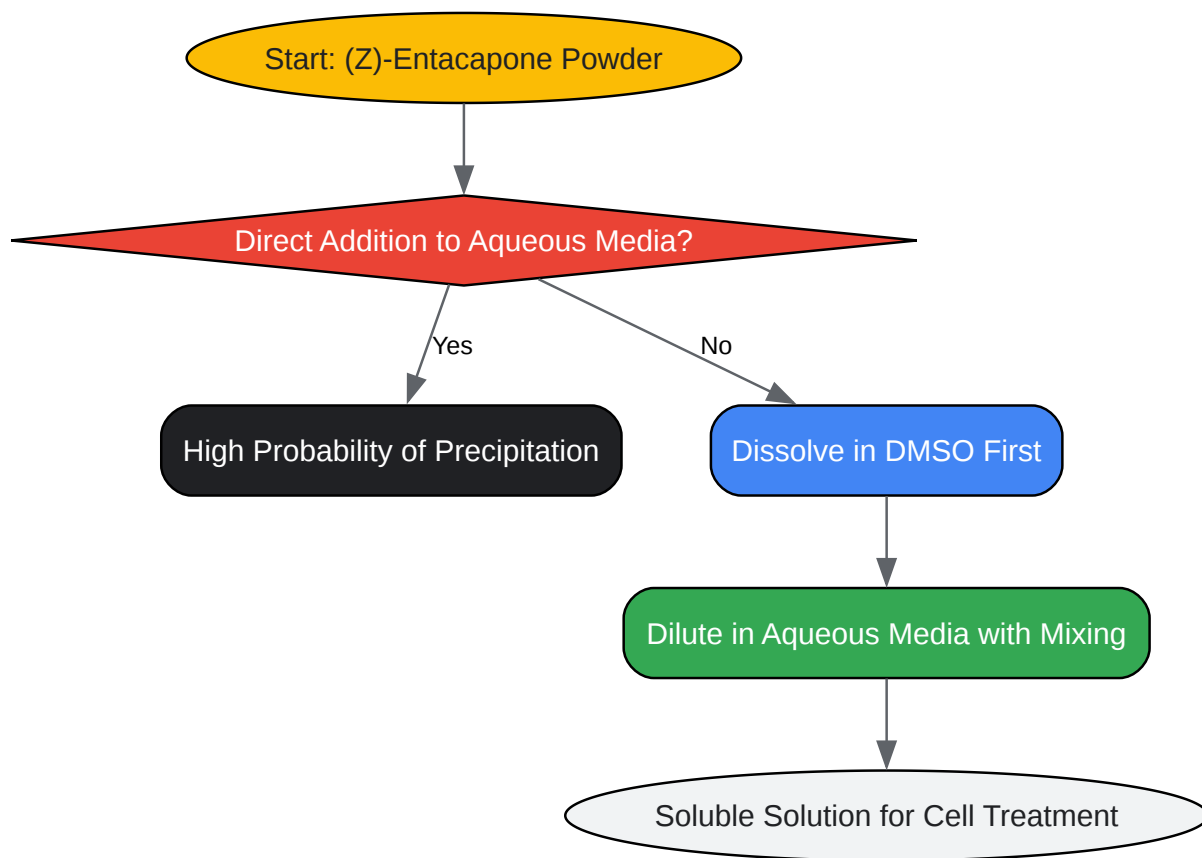 Start: (Z)-Entacapone Powder
Direct Addition to Aqueous Media?
Yes
No
High Probability of Precipitation
Dissolve in DMSO First
Dilute in Aqueous Media with Mixing
Soluble Solution for Cell Treatment